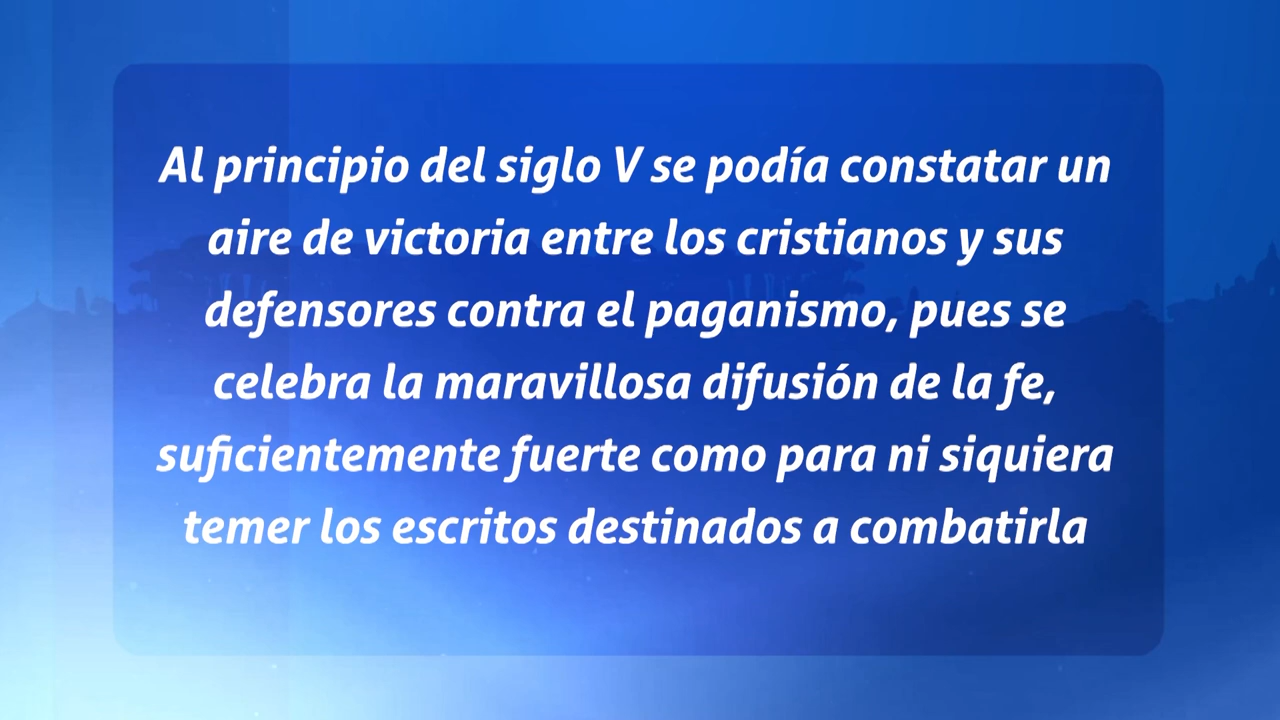 Al principio del siglo V se podía constatar un
aire de victoria entre los cristianos y sus
defensores contra el paganismo, pues se
celebra la maravillosa difusión de la fe,
suficientemente fuerte como para ni siquiera
temer los escritos destinados a combatirla